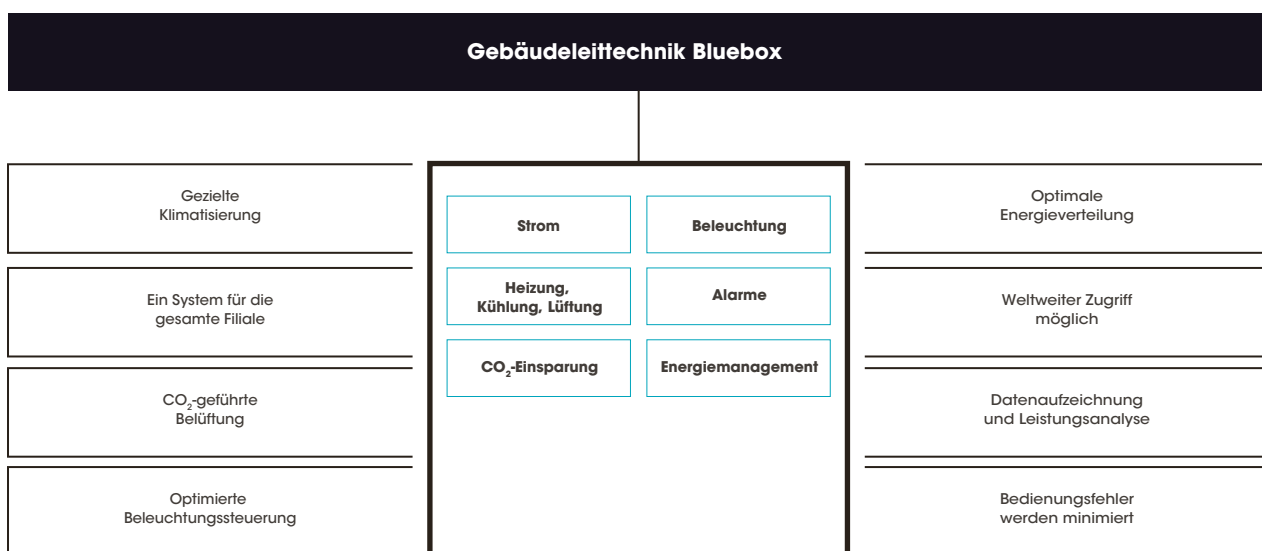 Gebäudeleittechnik Bluebox
Gezielte
Klimatisierung
Ein System für die
gesamte Filiale
CO₂-geführte
Belüftung
Optimierte
Beleuchtungssteuerung
Strom
Beleuchtung
Heizung,
Kühlung, Lüftung
Alarme
CO₂-Einsparung
Energiemanagement
Optimale
Energieverteilung
Weltweiter Zugriff
möglich
Datenaufzeichnung
und Leistungsanalyse
Bedienungsfehler
werden minimiert